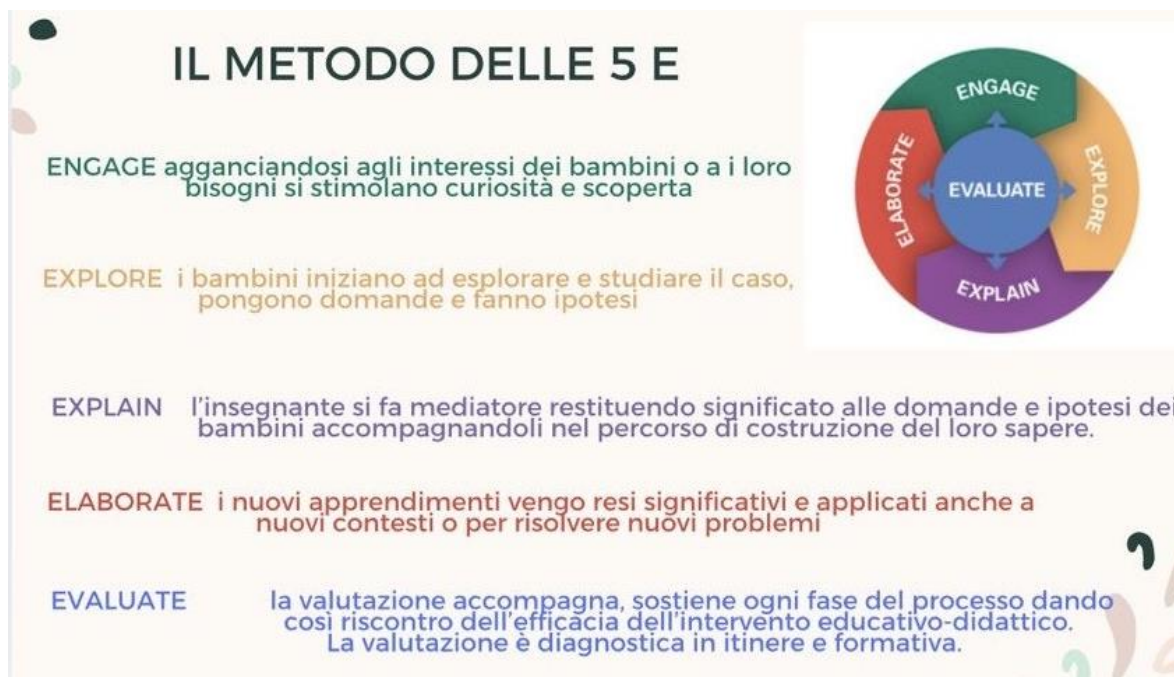 IL METODO DELLE 5 E
ENGAGE agganciandosi agli interessi dei bambini o a i loro
bisogni si stimolano curiosità e scoperta
EXPLORE i bambini iniziano ad esplorare e studiare il caso,
pongono domande e fanno ipotesi
EXPLAIN l'insegnante si fa mediatore restituendo significato alle domande e ipotesi dei
bambini accompagnandoli nel percorso di costruzione del loro sapere.
ELABORATE i nuovi apprendimenti vengo resi significativi e applicati anche a
nuovi contesti o per risolvere nuovi problemi
EVALUATE la valutazione accompagna, sostiene ogni fase del processo dando
così riscontro dell'efficacia dell'intervento educativo-didattico.
La valutazione è diagnostica in itinere e formativa.
ENGAGE
EXPLORE
EXPLAIN
ELABORATE
EVALUATE